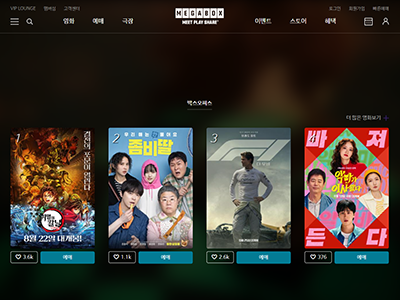 VIP LOUNGE 멤버십 고객센터
로그인 회원가입 빠른예매
MEGABOX
MEET PLAY SHARE
영화 예매 극장 이벤트 스토어 혜택
박스오피스
더 많은 영화보기 +
1
8월 22일 대개봉!
3.6k
예매
2
좀비딸
1.1k
예매
3
F1
2.6k
예매
4
악마가
이사왔다
빠져
든다
376
예매